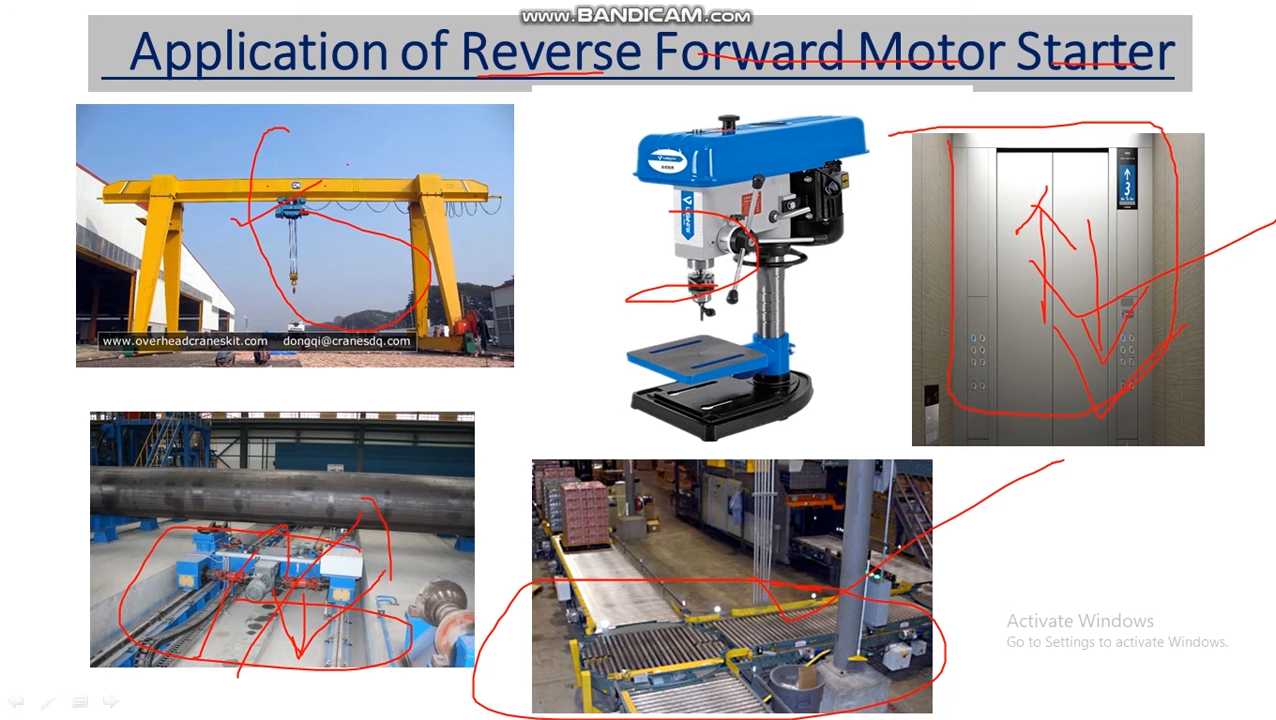 www.BANDICAM.com
Application of Reverse Forward Motor Starter
3
www.overheadcraneskit.com dongqi@cranesdq.com
Activate Windows
Go to Settings to activate Windows.